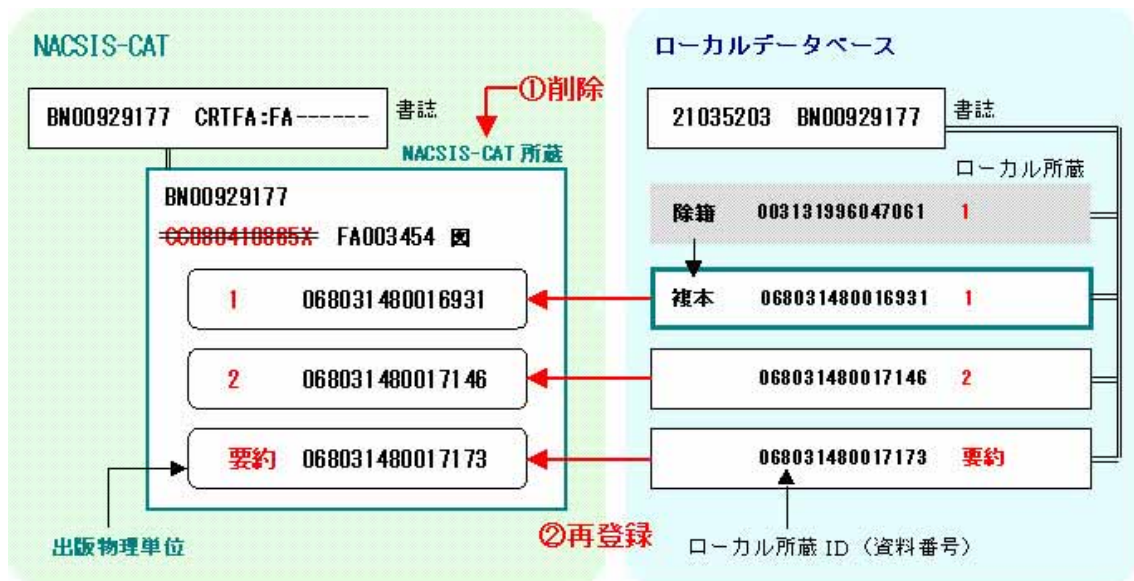 NACSIS-CAT
BN00929177 CRTFA:FA------
書誌
①削除
NACSIS-CAT 所蔵
BN00929177
CC080410865X FA003454 図
1 068031480016931
2 068031480017146
要約 068031480017173
出版物理単位
②再登録
ローカルデータベース
21035203 BN00929177
書誌
ローカル所蔵
除籍 003131996047061 1
複本 068031480016931 1
068031480017146 2
068031480017173 要約
ローカル所蔵 ID（資料番号）